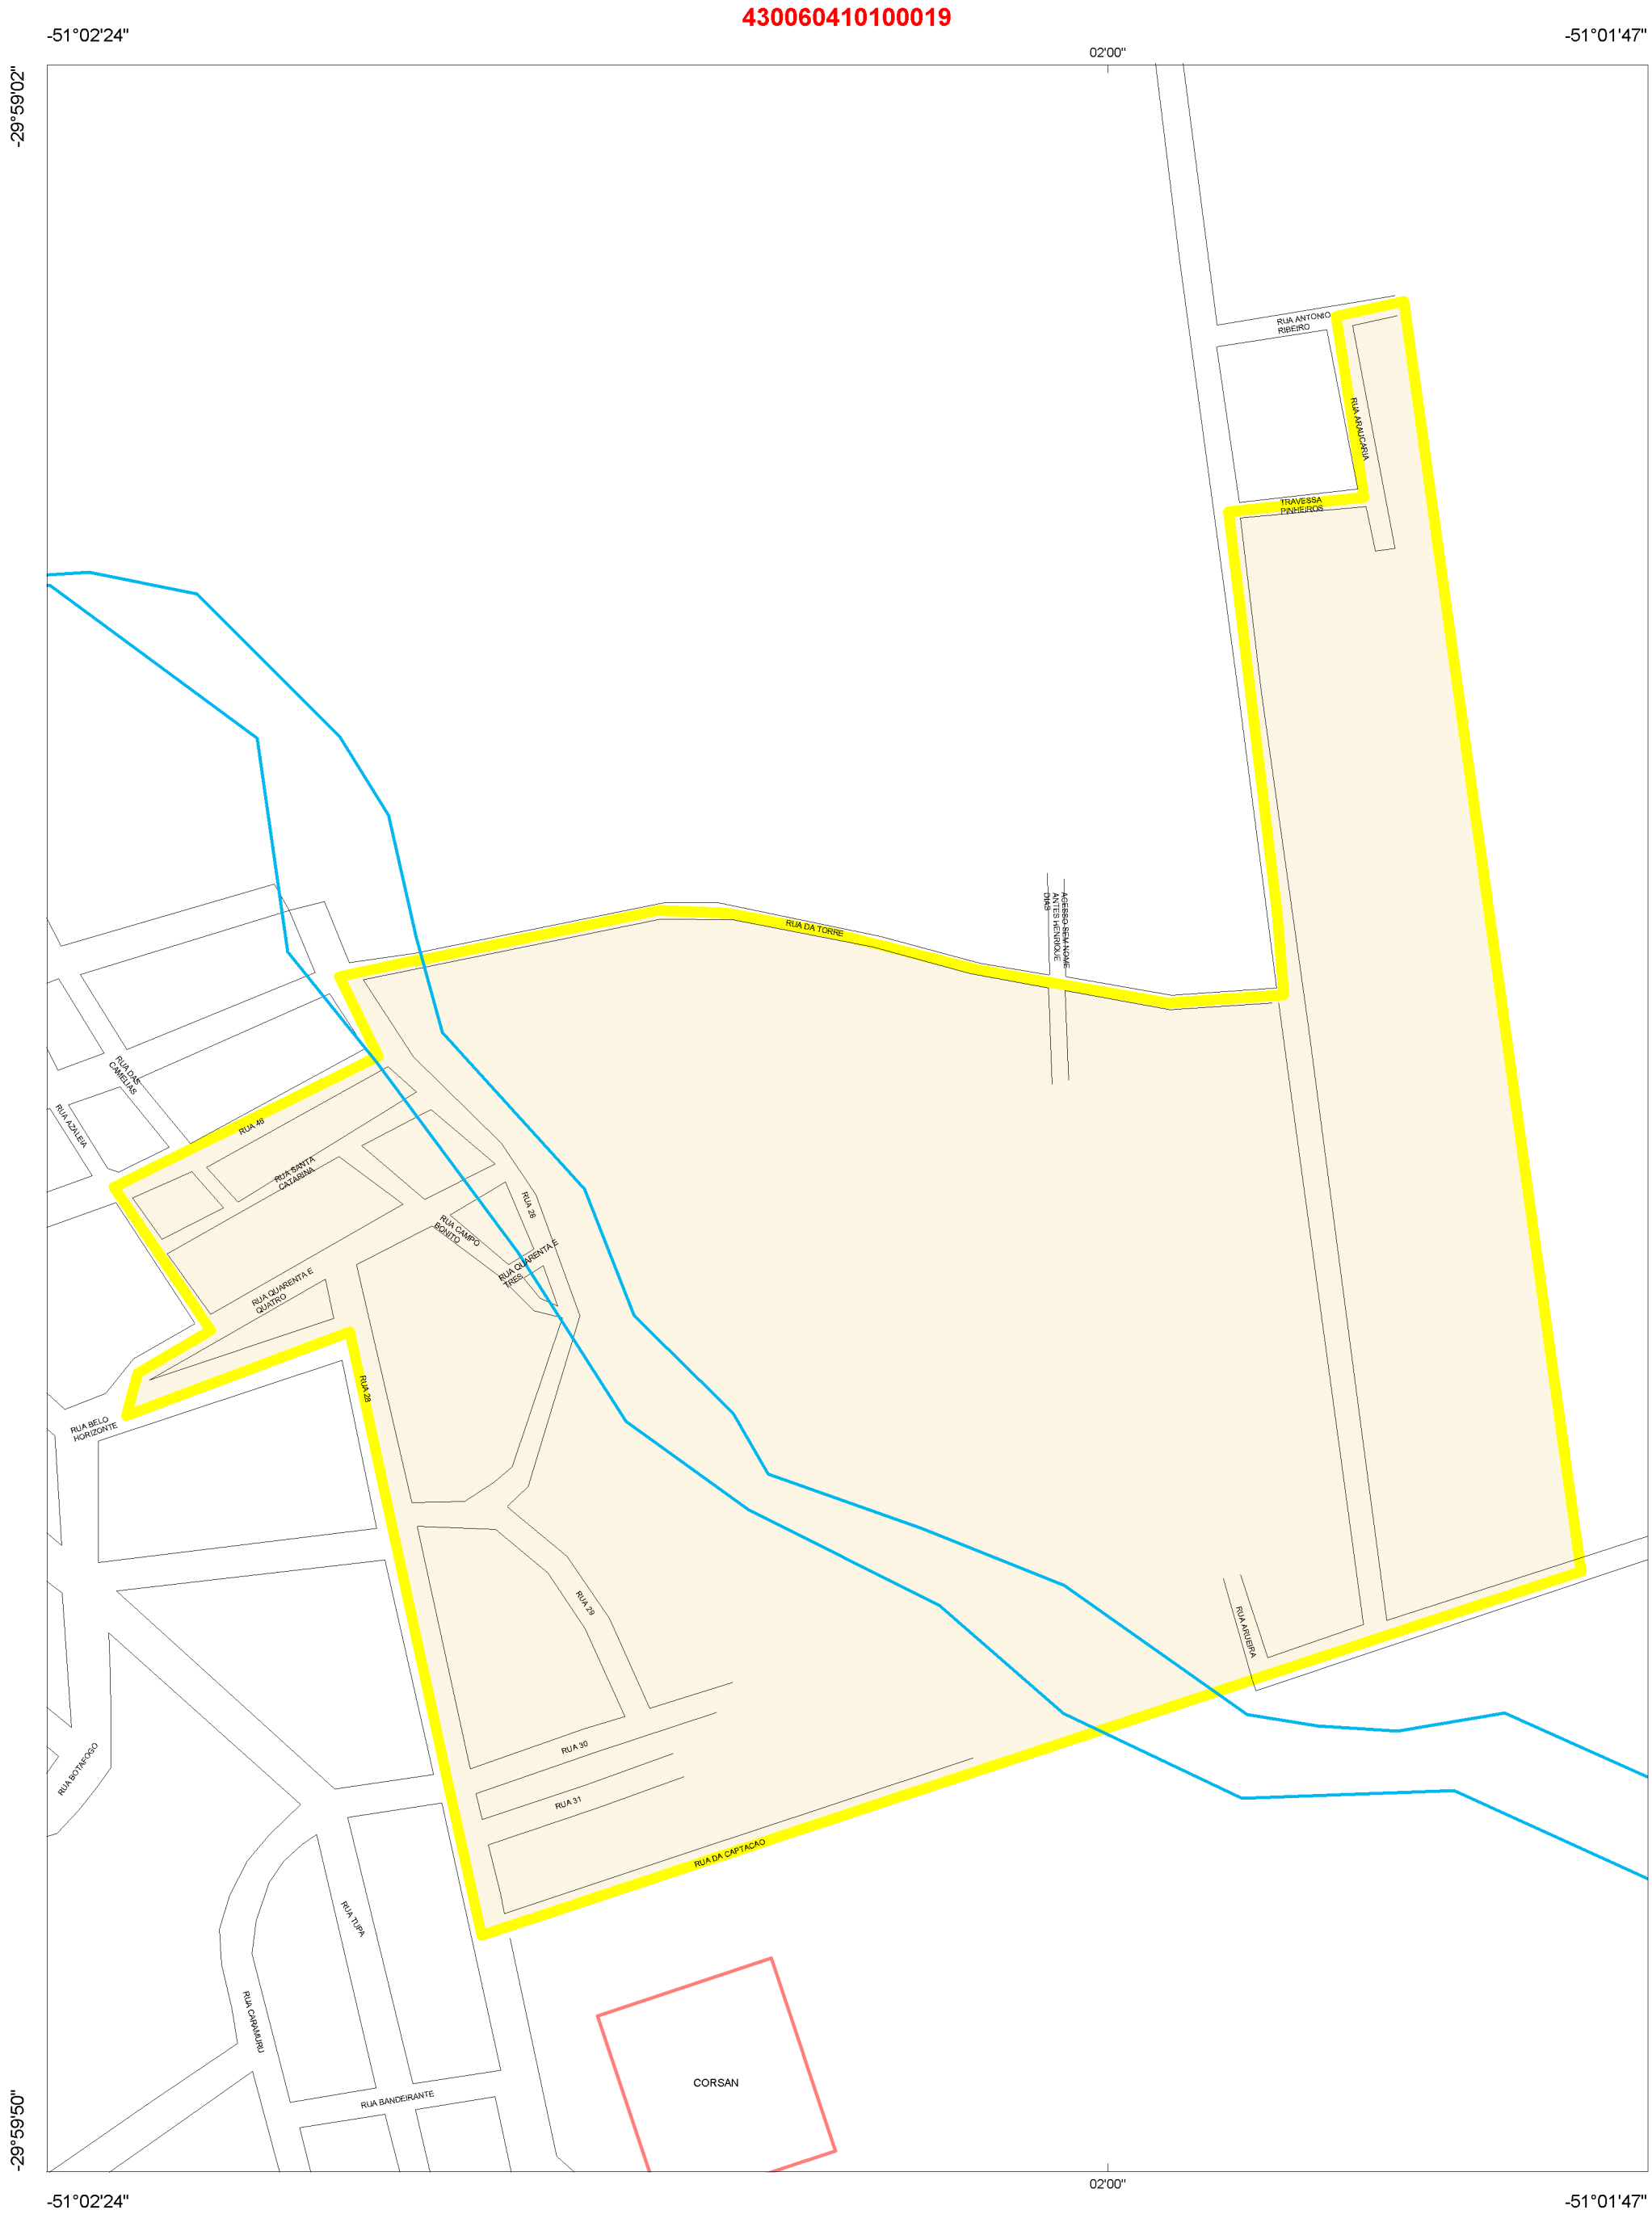 430060410100019
-51°02'24"
-51°01'47"
02'00"
-29°59'02"
RUA ANTONIO
RIBEIRO
RUA ARAUCARIA
TRAVESSA
PINHEIROS
RUA DA TORRE
ACESSO SEM NOME
ANTES HENRIQUE
DIAS
RUA DAS
CAMELIAS
RUA AZALEIA
RUA 46
RUA SANTA
CATARINA
RUA 28
RUA CAMPO
BONITO
RUA QUARENTA E
TRES
RUA QUARENTA E
QUATRO
RUA 28
RUA BELO
HORIZONTE
RUA 29
RUA ARUEIRA
RUA 30
RUA BOTAFOGO
RUA 31
RUA DA CAPTACAO
RUA TUPA
RUA CARAMURU
CORSAN
RUA BANDEIRANTE
-29°59'50"
02'00"
-51°02'24"
-51°01'47"